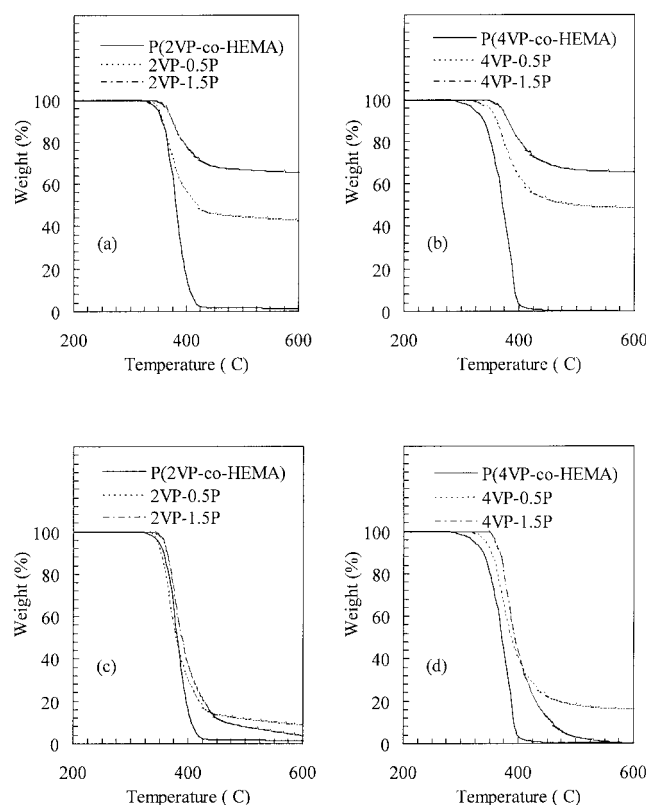 P(2VP-co-HEMA)
2VP-0.5P
2VP-1.5P
100
80
60
40
20
0
Weight (%)
(a)
200
400
600
Temperature ( C)
P(4VP-co-HEMA)
4VP-0.5P
4VP-1.5P
100
80
60
40
20
0
Weight (%)
(b)
200
400
600
Temperature ( C)
P(2VP-co-HEMA)
2VP-0.5P
2VP-1.5P
100
80
60
40
20
0
Weight (%)
(c)
200
400
600
Temperature ( C)
P(4VP-co-HEMA)
4VP-0.5P
4VP-1.5P
100
80
60
40
20
0
Weight (%)
(d)
200
400
600
Temperature ( C)